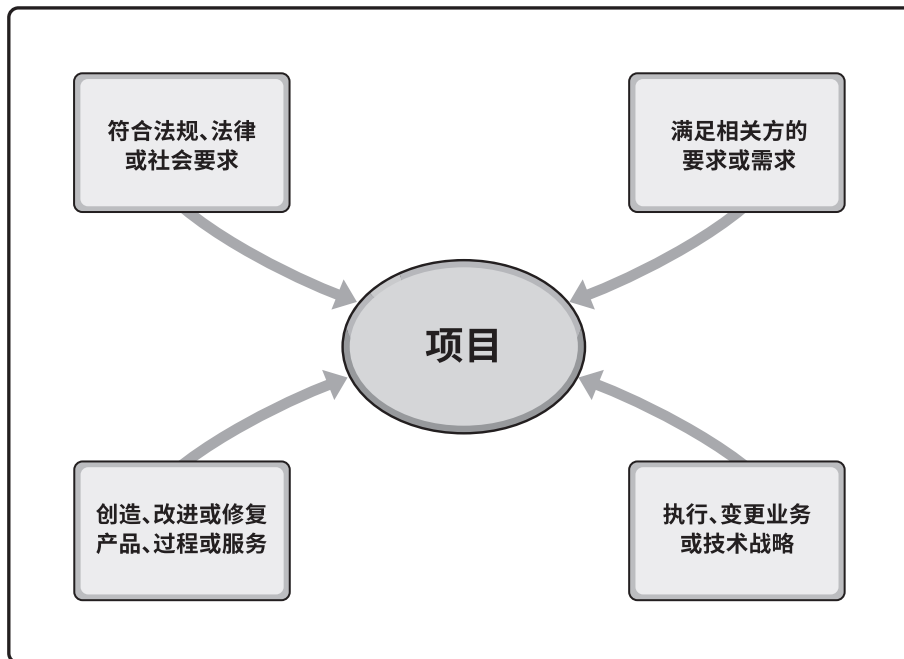 符合法规、法律
或社会要求
满足相关方的
要求或需求
项目
创造、改进或修复
产品、过程或服务
执行、变更业务
或技术战略